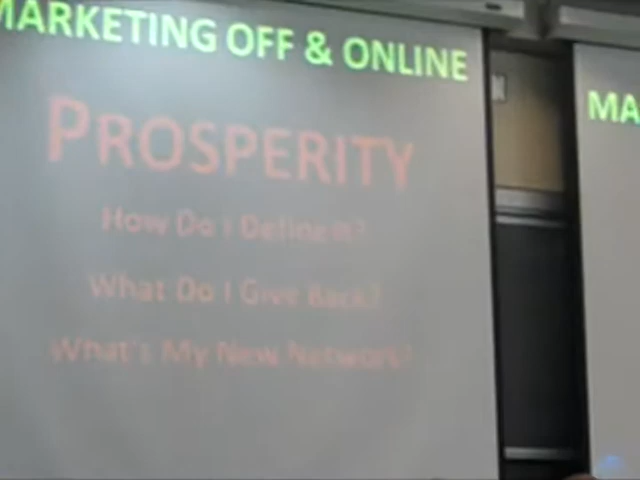 MARKETING OFF & ONLINE
PROSPERITY
How Do I Define It?
What Do I Give Back?
What's My New Network?
MA